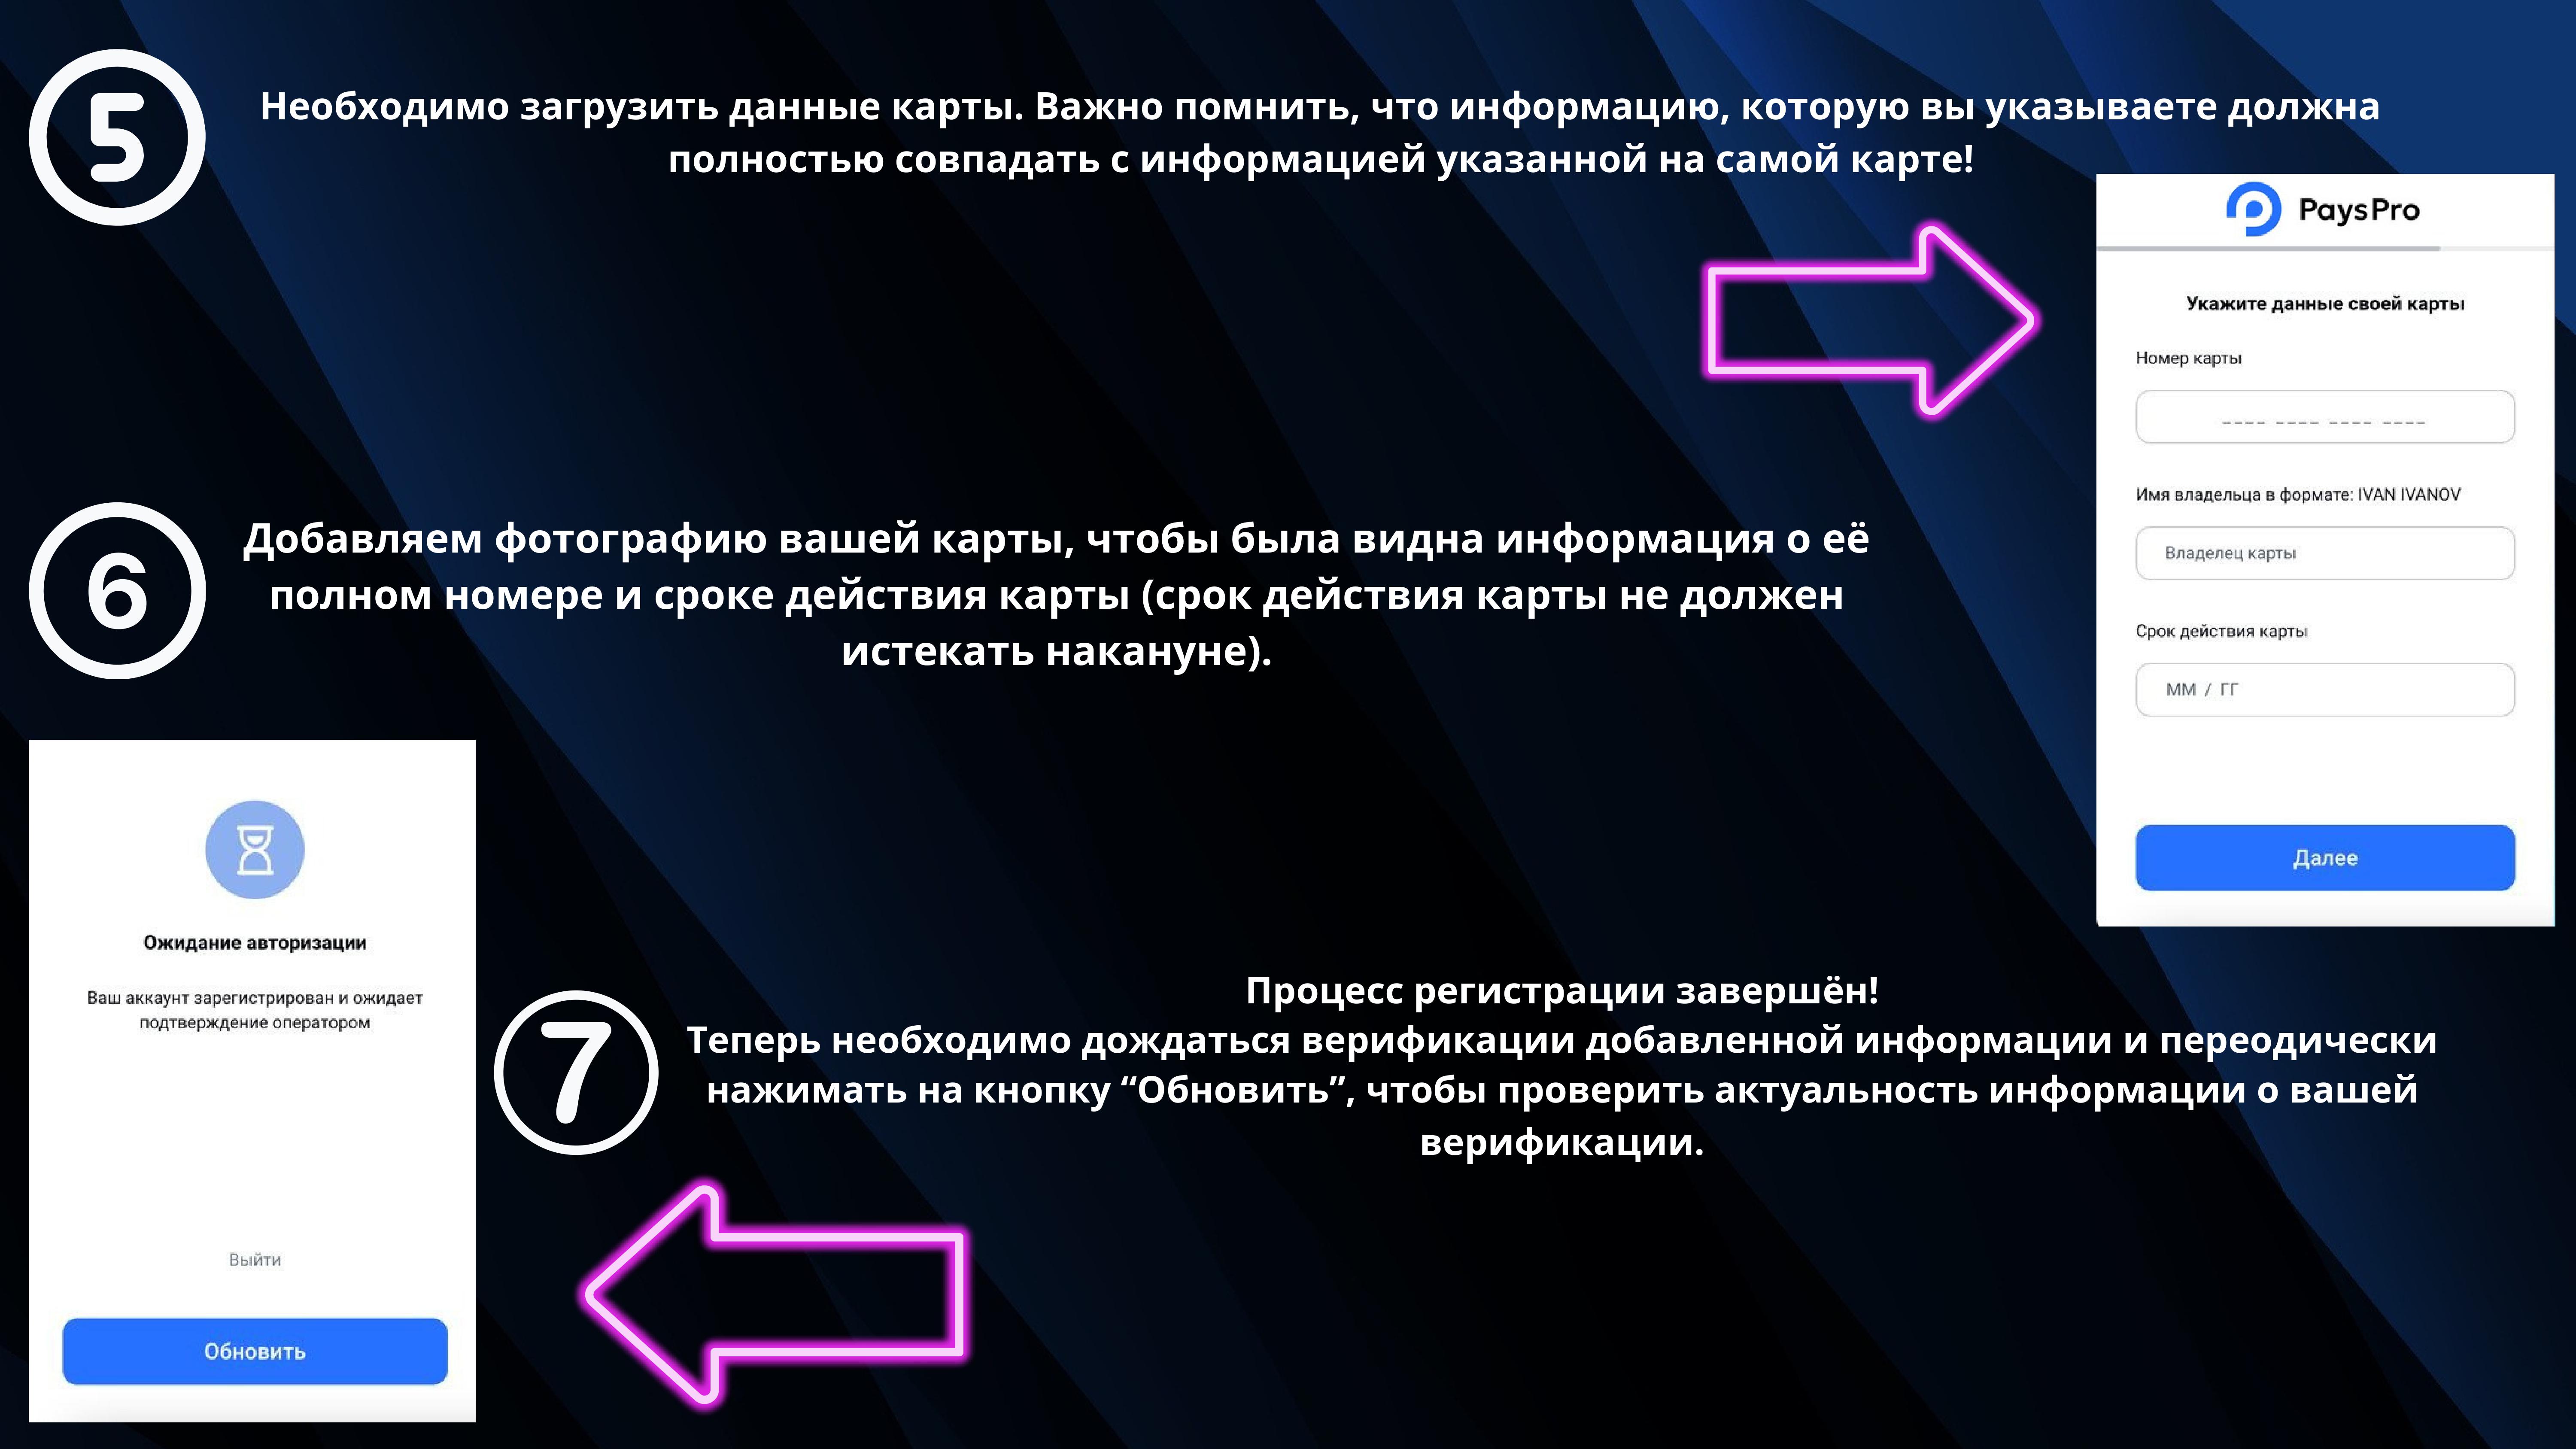 5
Необходимо загрузить данные карты. Важно помнить, что информацию, которую вы указываете должна
полностью совпадать с информацией указанной на самой карте!
PaysPro
Укажите данные своей карты
Номер карты
---- ---- ---- ----
Имя владельца в формате: IVAN IVANOV
Владелец карты
Срок действия карты
ММ / ГГ
Далее
6
Добавляем фотографию вашей карты, чтобы была видна информация о её
полном номере и сроке действия карты (срок действия карты не должен
истекать накануне).
Ожидание авторизации
Ваш аккаунт зарегистрирован и ожидает
подтверждение оператором
Выйти
Обновить
7
Процесс регистрации завершён!
Теперь необходимо дождаться верификации добавленной информации и переодически
нажимать на кнопку “Обновить”, чтобы проверить актуальность информации о вашей
верификации.